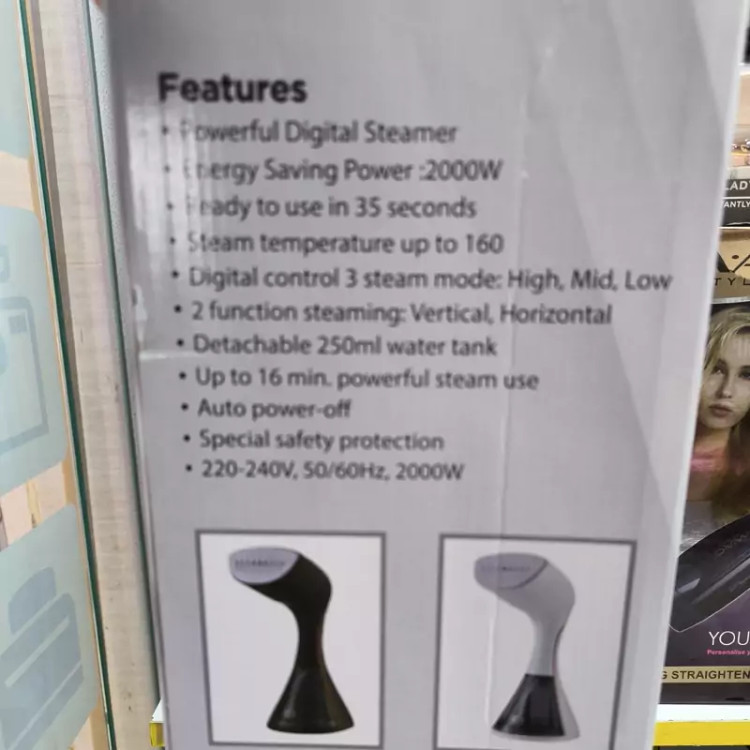 Features
• Powerful Digital Steamer
• Energy Saving Power :2000W
• Ready to use in 35 seconds
• Steam temperature up to 160
• Digital control 3 steam mode: High, Mid, Low
• 2 function steaming: Vertical, Horizontal
• Detachable 250ml water tank
• Up to 16 min. powerful steam use
• Auto power-off
• Special safety protection
• 220-240V, 50/60Hz, 2000W
YOU
STRAIGHTEN